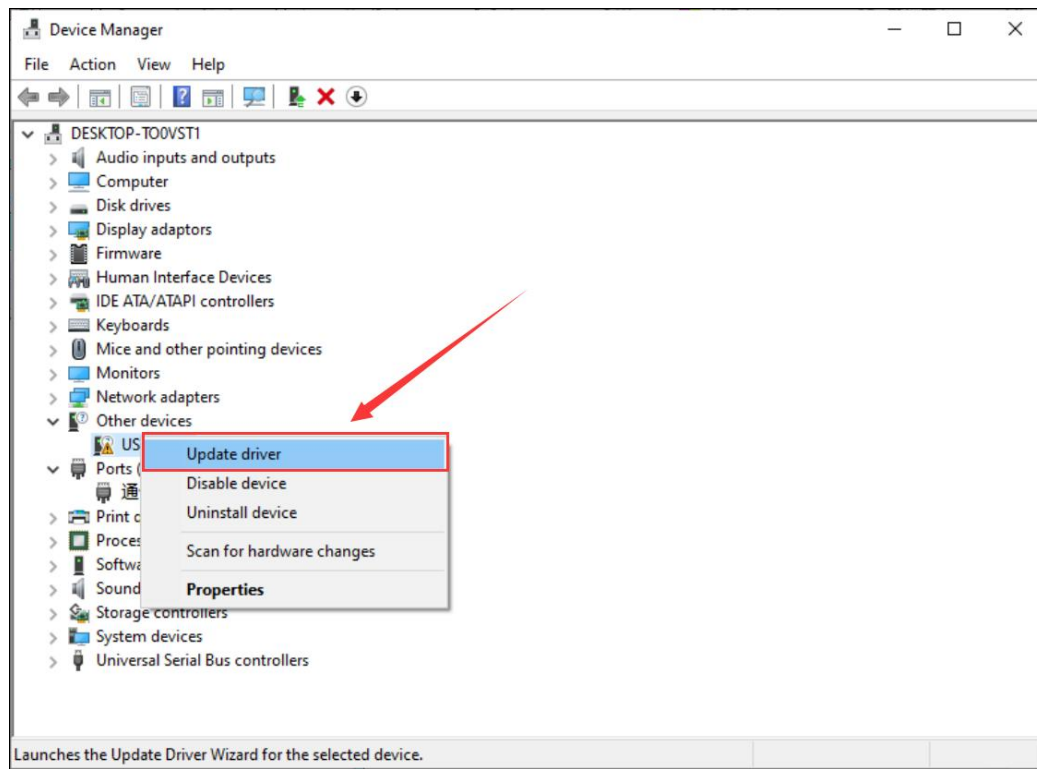 Device Manager
File Action View Help
DESKTOP-TO0VST1
Audio inputs and outputs
Computer
Disk drives
Display adaptors
Firmware
Human Interface Devices
IDE ATA/ATAPI controllers
Keyboards
Mice and other pointing devices
Monitors
Network adapters
Other devices
US
Ports (
通
Print
Proces
Softwa
Sound
Storage controllers
System devices
Universal Serial Bus controllers
Update driver
Disable device
Uninstall device
Scan for hardware changes
Properties
Launches the Update Driver Wizard for the selected device.